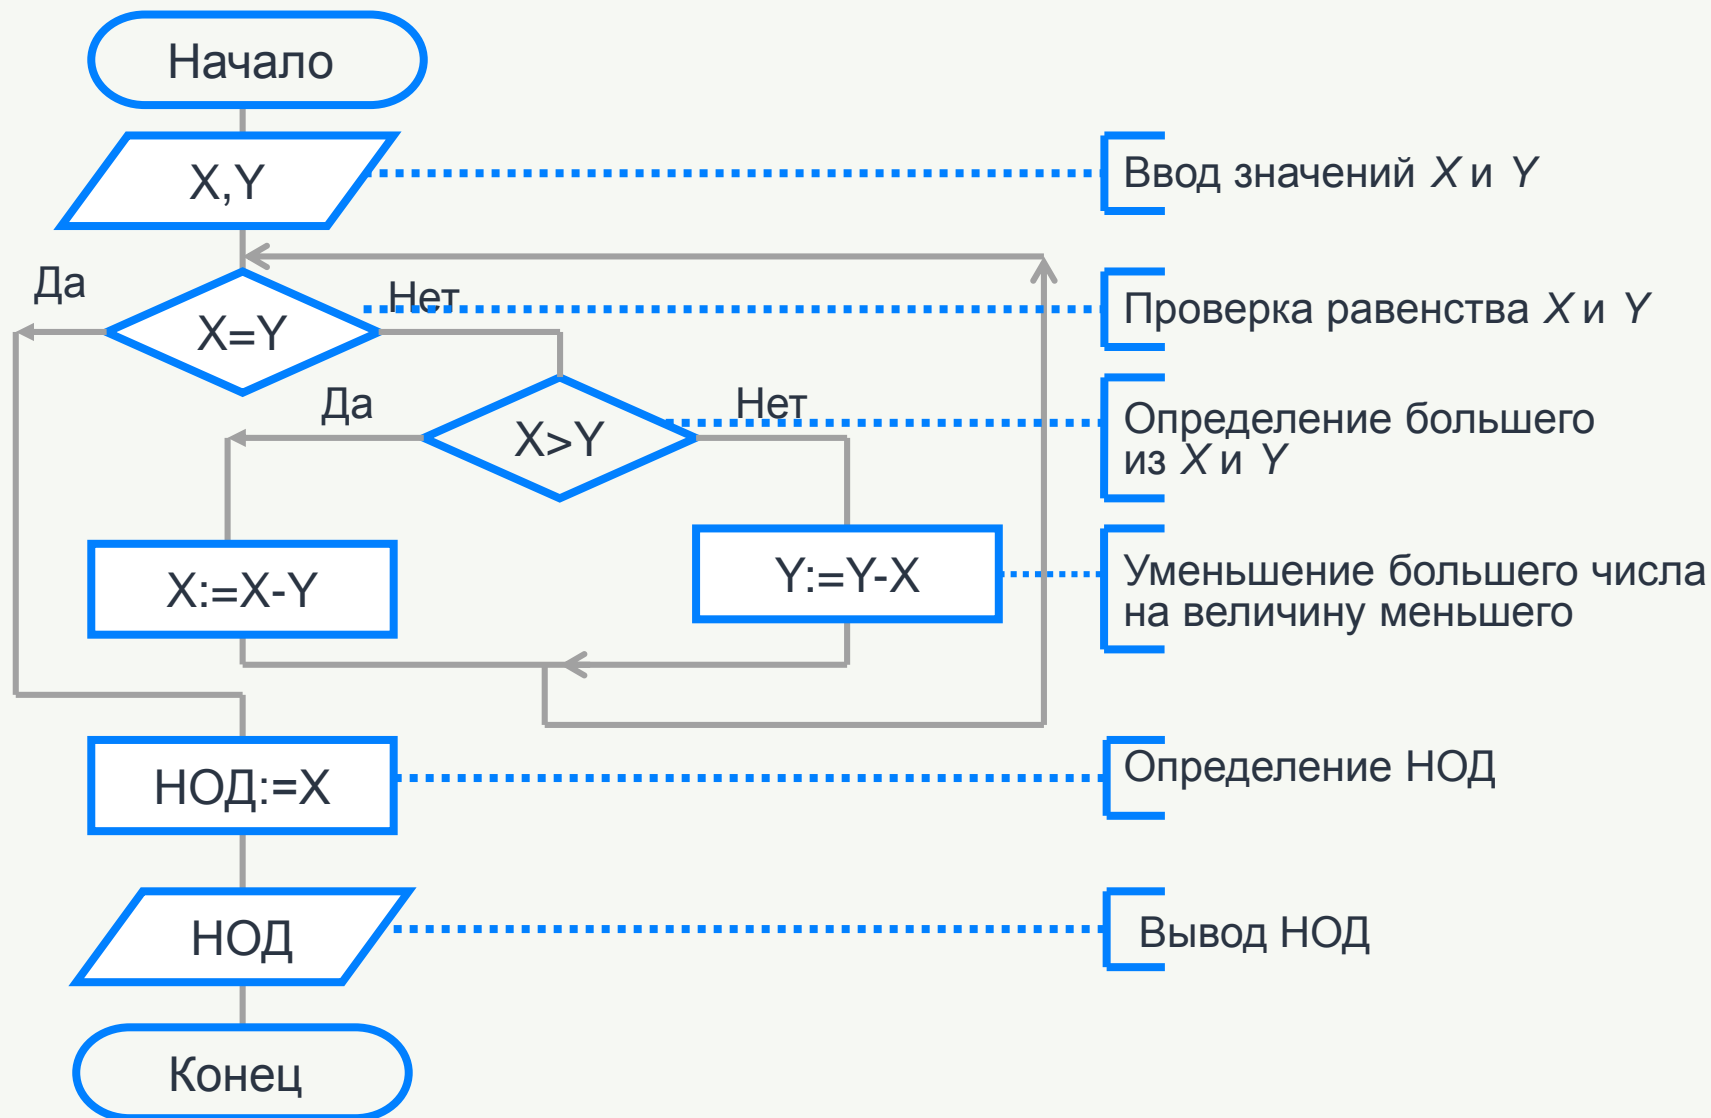 Начало
X,Y
Ввод значений X и Y
Да
Нет
X=Y
Проверка равенства X и Y
Да
Нет
X>Y
Определение большего
из X и Y
X:=X-Y
Y:=Y-X
Уменьшение большего числа
на величину меньшего
НОД:=X
Определение НОД
НОД
Вывод НОД
Конец